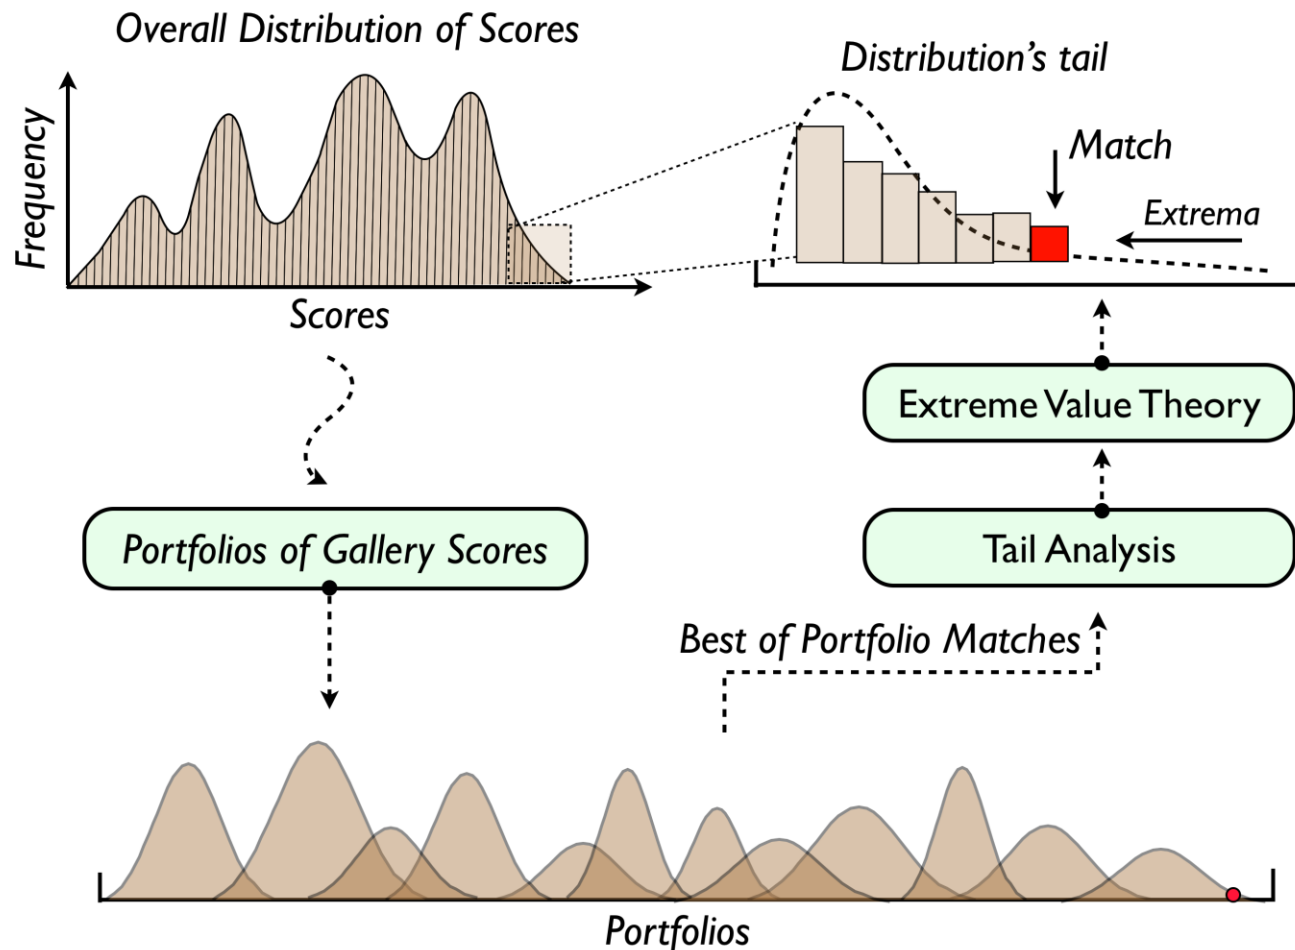 Overall Distribution of Scores
Frequency
Scores
Distribution's tail
Match
Extrema
Extreme Value Theory
Tail Analysis
Portfolios of Gallery Scores
Best of Portfolio Matches
Portfolios